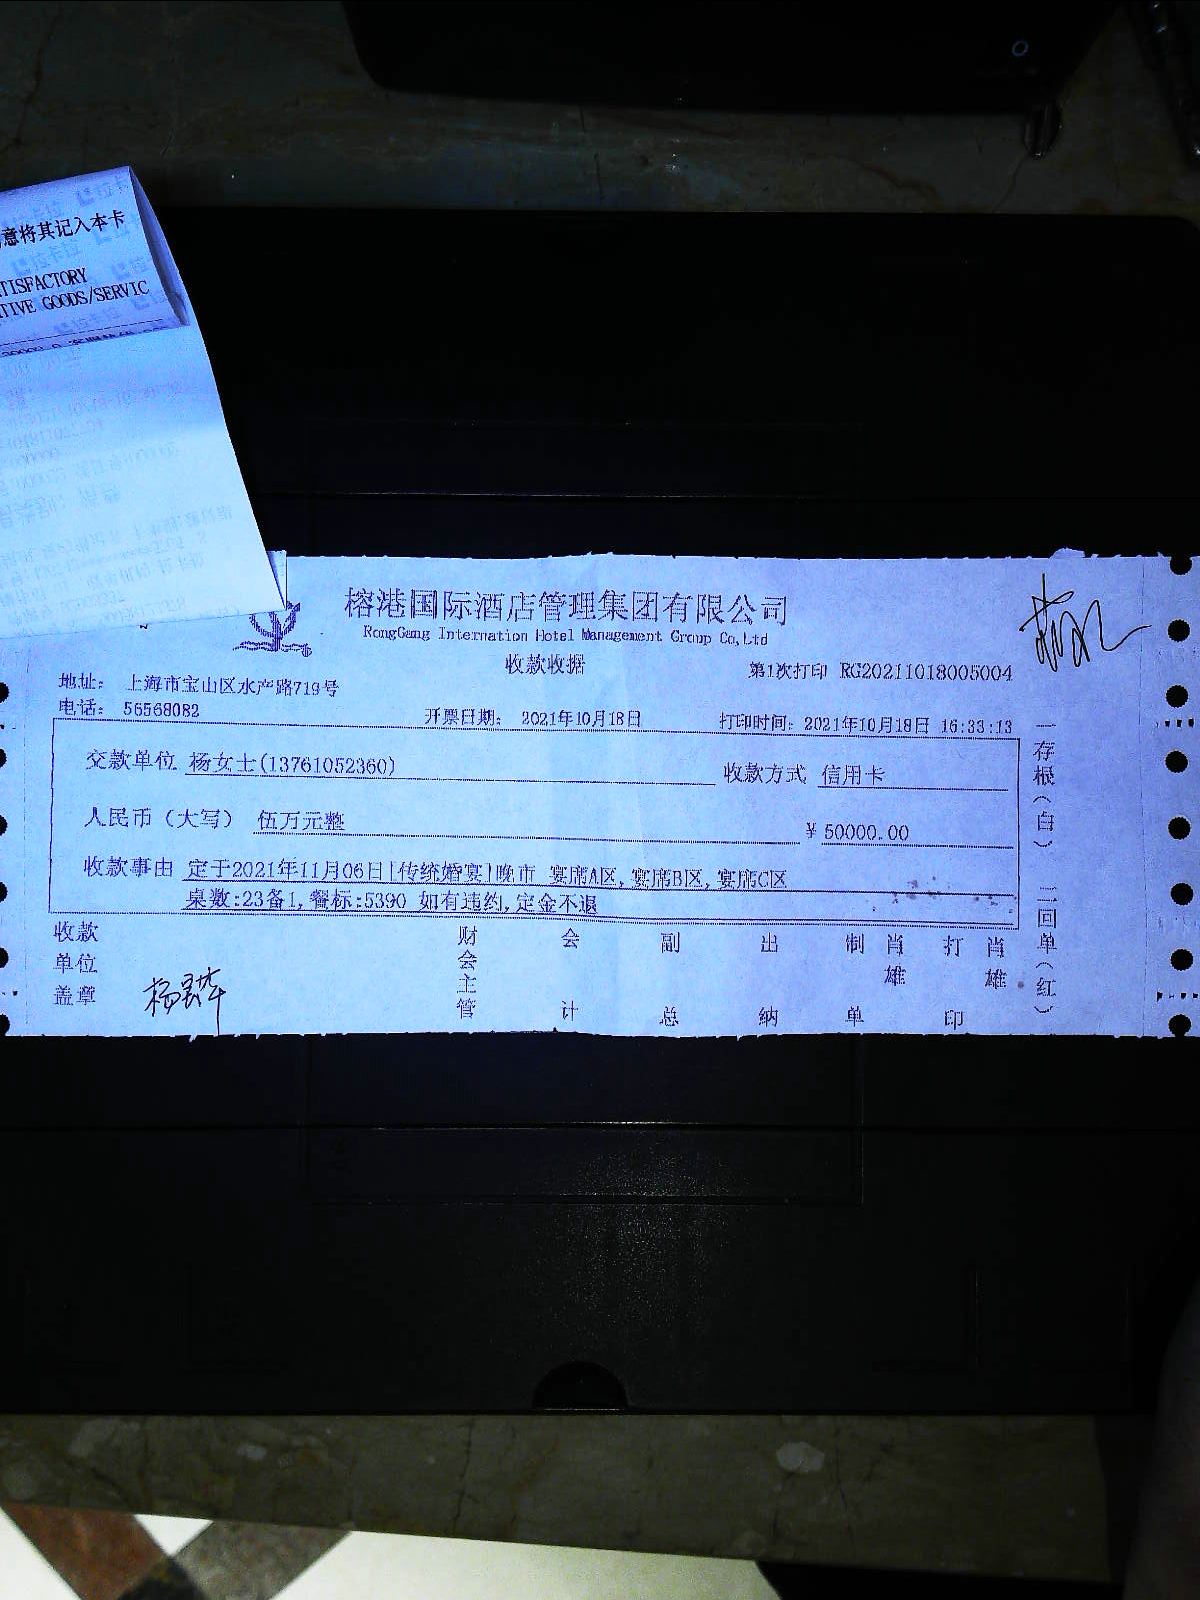 意将其记入本卡
TISFACTORY
TIVE GOODS/SERVIC
榕港国际酒店管理集团有限公司
RongGang Internation Hotel Management Group Co,Ltd
收款收据
第1次打印 RG20211018005004
地址： 上海市宝山区水产路719号
电话： 56568082
开票日期： 2021年10月18日
打印时间：2021年10月18日 16:33:13
交款单位 杨女士(13761052360)
收款方式 信用卡
人民币（大写） 伍万元整
¥ 50000.00
收款事由 定于2021年11月06日[传统婚宴]晚市 宴席A区,宴席B区,宴席C区
桌数:23备1,餐标:5390 如有违约,定金不退
收款单位盖章
财会主管
会计
副总
出纳
制单
肖雄
打印
肖雄
一存根（白） 二回单（红）